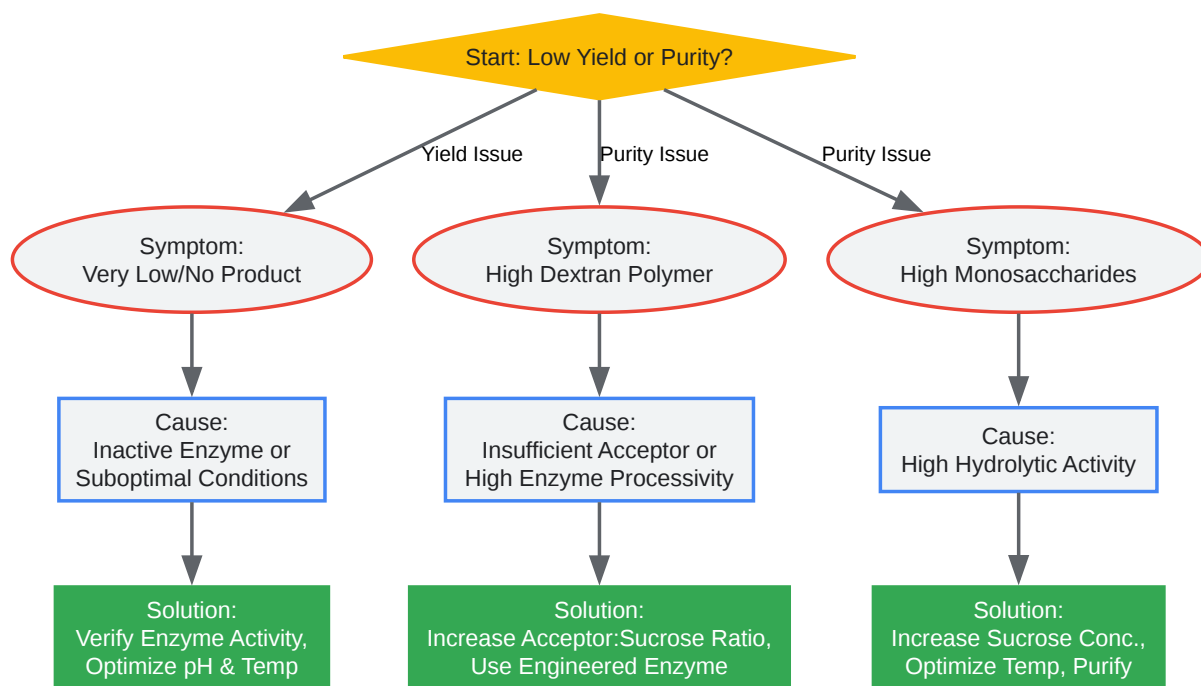 Start: Low Yield or Purity?
Yield Issue
Purity Issue
Purity Issue
Symptom:
Very Low/No Product
Symptom:
High Dextran Polymer
Symptom:
High Monosaccharides
Cause:
Inactive Enzyme or
Suboptimal Conditions
Cause:
Insufficient Acceptor or
High Enzyme Processivity
Cause:
High Hydrolytic Activity
Solution:
Verify Enzyme Activity,
Optimize pH & Temp
Solution:
Increase Acceptor:Sucrose Ratio,
Use Engineered Enzyme
Solution:
Increase Sucrose Conc.,
Optimize Temp, Purify